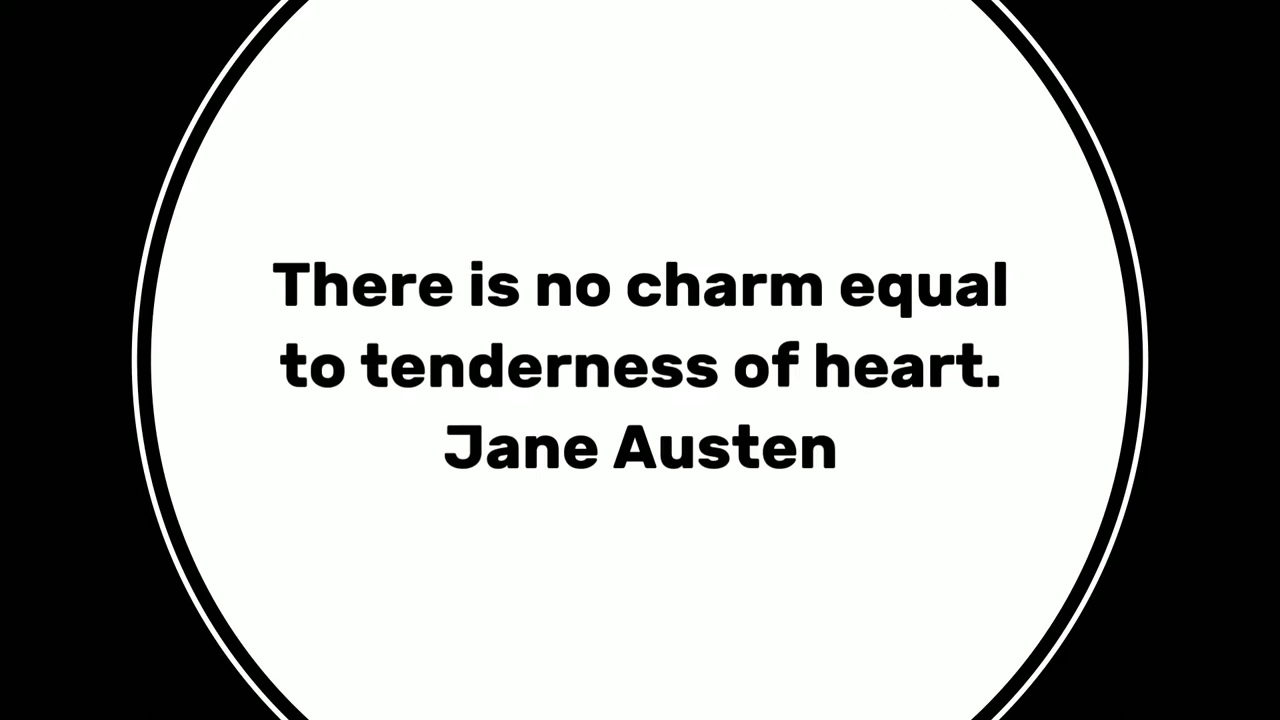 There is no charm equal
to tenderness of heart.
Jane Austen